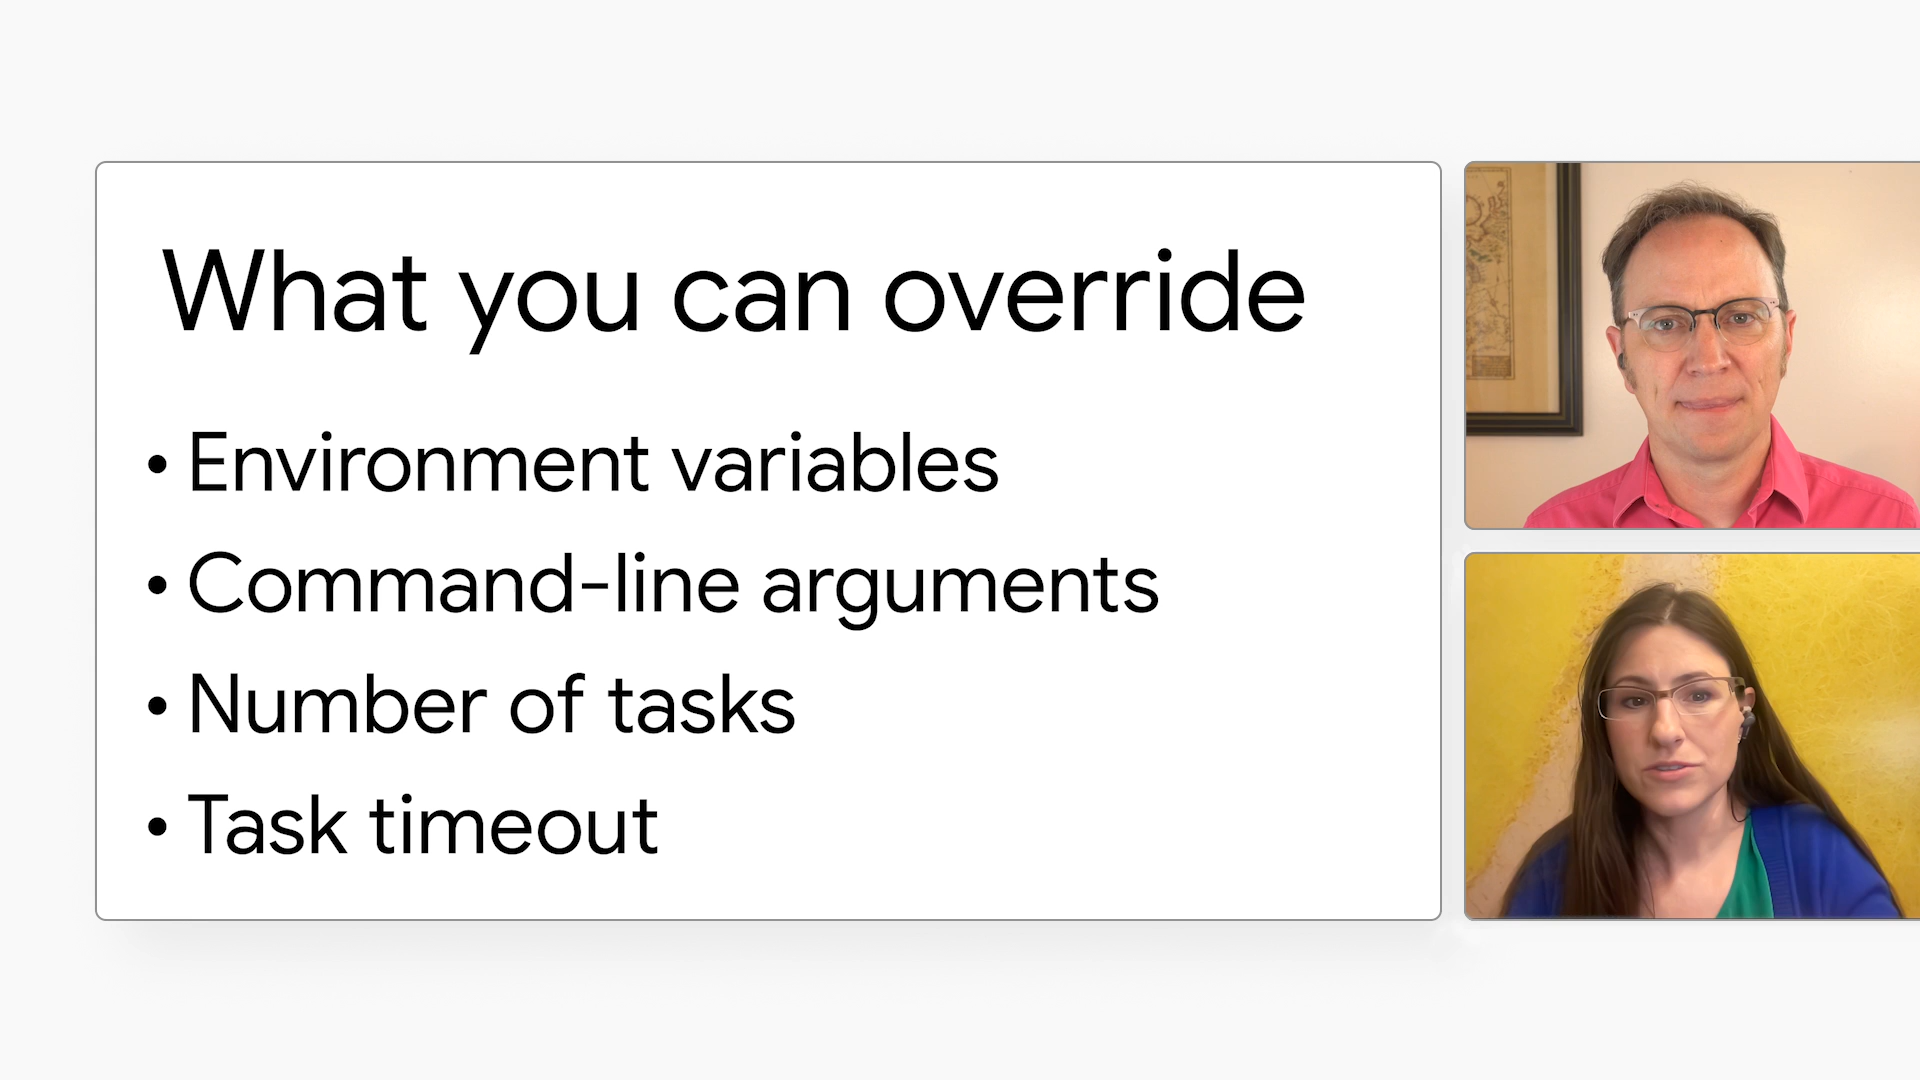 What you can override
• Environment variables
• Command-line arguments
• Number of tasks
• Task timeout